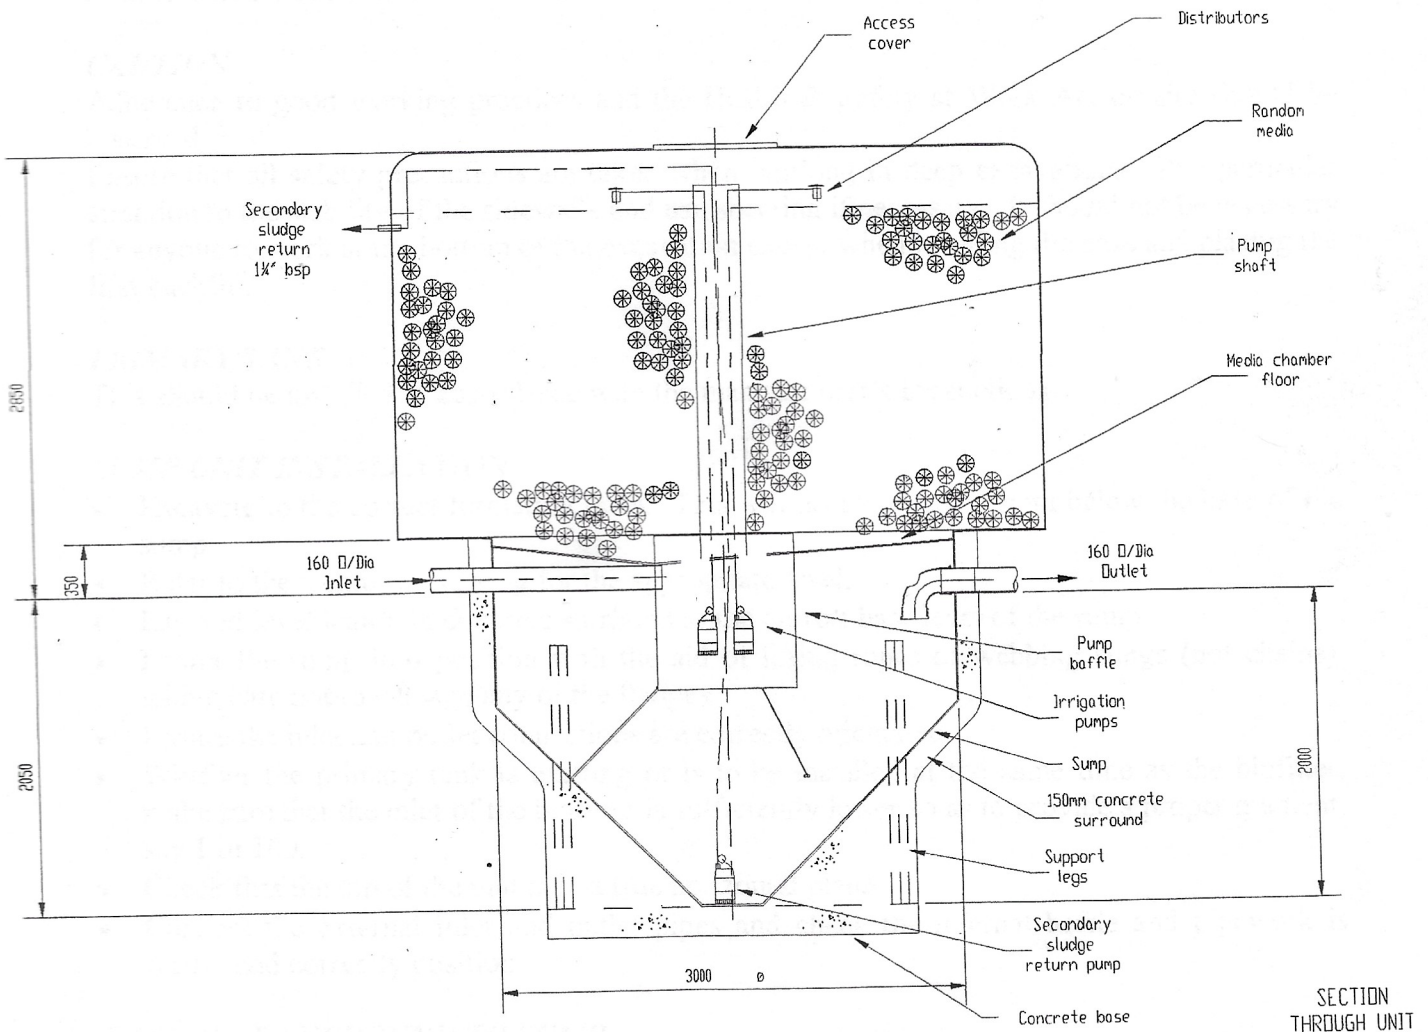 Access
cover
Distributors
Random
media
Secondary
sludge
return
1¼" bsp
Pump
shaft
Media chamber
floor
2850
350
160 O/Dia
Inlet
160 O/Dia
Outlet
Pump
baffle
Irrigation
pumps
Sump
2050
2000
150mm concrete
surround
Support
legs
Secondary
sludge
return pump
3000 ø
Concrete base
SECTION
THROUGH UNIT